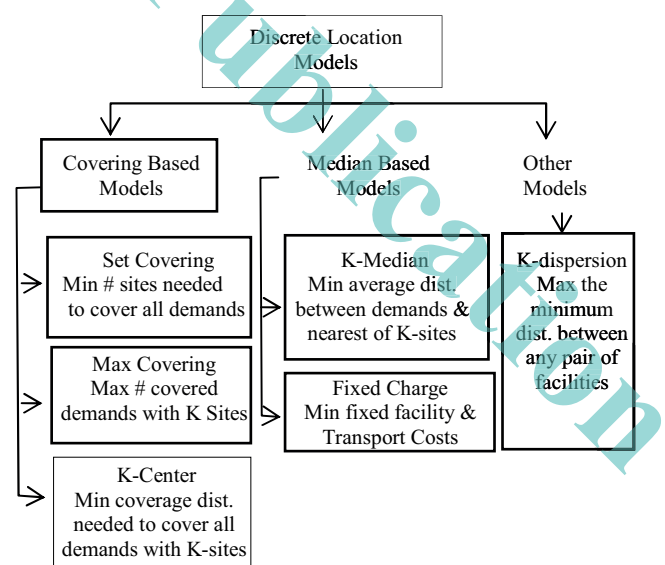 Discrete Location
Models
Covering Based
Models
Median Based
Models
Other
Models
Set Covering
Min # sites needed
to cover all demands
Max Covering
Max # covered
demands with K Sites
K-Center
Min coverage dist.
needed to cover all
demands with K-sites
K-Median
Min average dist.
between demands &
nearest of K-sites
Fixed Charge
Min fixed facility &
Transport Costs
K-dispersion
Max the
minimum
dist. between
any pair of
facilities
ublication